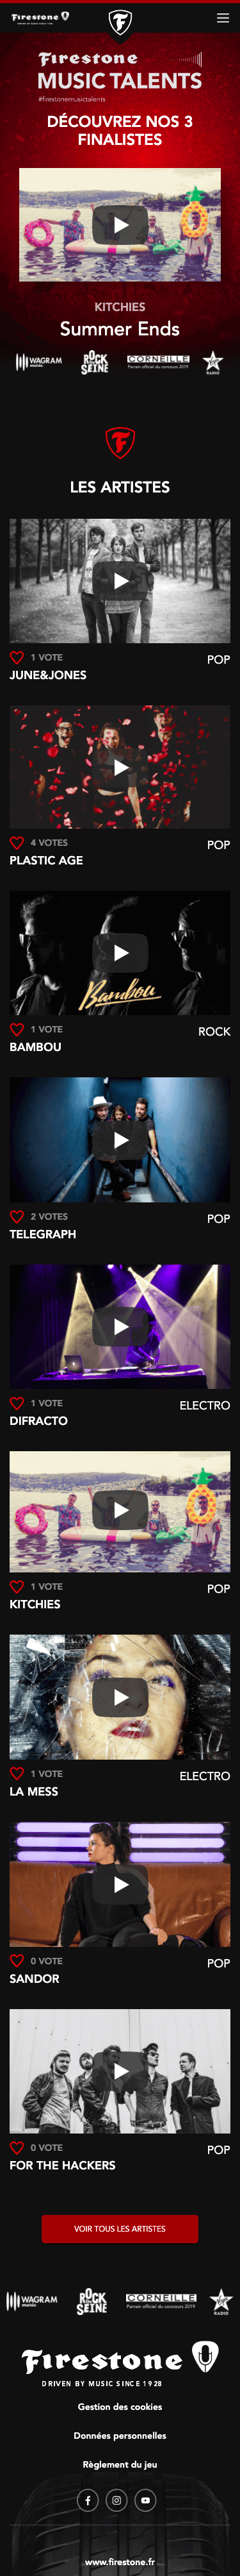 Firestone
DRIVEN BY MUSIC SINCE 1928
Firestone
MUSIC TALENTS
#firestonemusictalents
DÉCOUVREZ NOS 3
FINALISTES
KITCHIES
Summer Ends
WAGRAM
ROCK EN SEINE
CORNEILLE
Parrain officiel du concours 2019
RADIO
LES ARTISTES
1 VOTE
POP
JUNE&JONES
4 VOTES
POP
PLASTIC AGE
Bambou
1 VOTE
ROCK
BAMBOU
2 VOTES
POP
TELEGRAPH
1 VOTE
ELECTRO
DIFRACTO
1 VOTE
POP
KITCHIES
1 VOTE
ELECTRO
LA MESS
0 VOTE
POP
SANDOR
0 VOTE
POP
FOR THE HACKERS
VOIR TOUS LES ARTISTES
WAGRAM
ROCK EN SEINE
CORNEILLE
Parrain officiel du concours 2019
RADIO
Firestone
DRIVEN BY MUSIC SINCE 1928
Gestion des cookies
Données personnelles
Règlement du jeu
www.firestone.fr